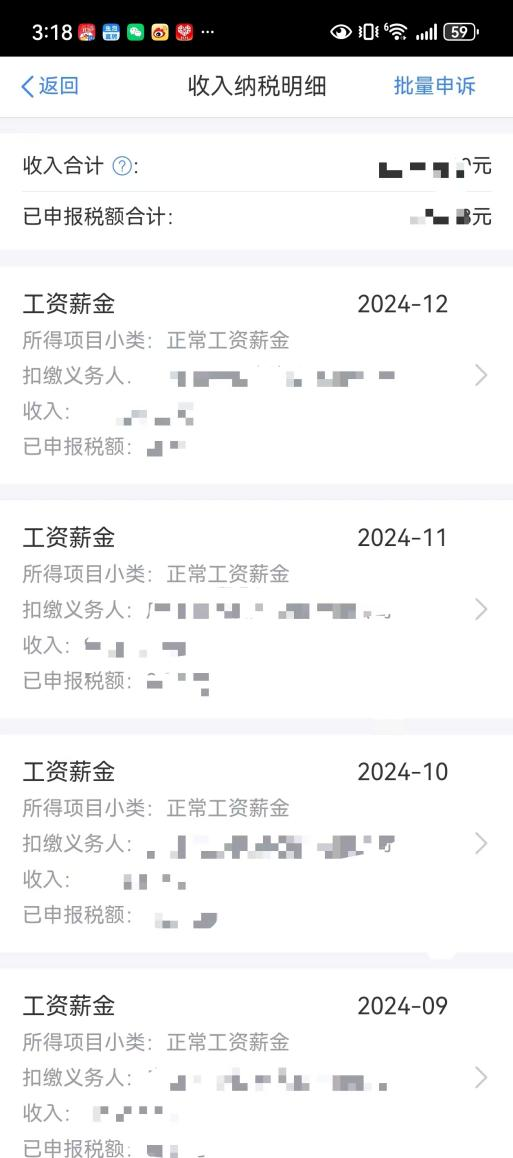 3:18
59
返回
收入纳税明细
批量申诉
收入合计 ?:
元
已申报税额合计:
元
工资薪金
2024-12
所得项目小类: 正常工资薪金
扣缴义务人
收入:
已申报税额:
工资薪金
2024-11
所得项目小类: 正常工资薪金
扣缴义务人:
收入:
已申报税额:
工资薪金
2024-10
所得项目小类: 正常工资薪金
扣缴义务人:
收入:
已申报税额:
工资薪金
2024-09
所得项目小类: 正常工资薪金
扣缴义务人:
收入:
已申报税额: